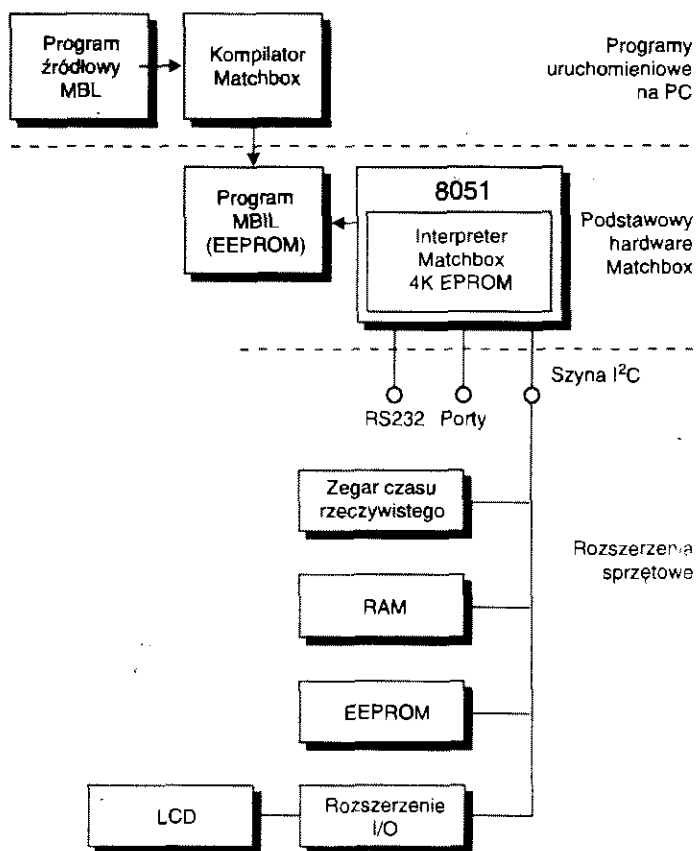 Program
źródłowy
MBL
Kompilator
Matchbox
Programy
uruchomieniowe
na PC
Program
MBIL
(EEPROM)
8051
Interpreter
Matchbox
4K EPROM
Podstawowy
hardware
Matchbox
Szyna I²C
RS232
Porty
Zegar czasu
rzeczywistego
Rozszerzenia
sprzętowe
RAM
EEPROM
LCD
Rozszerzenie
I/O